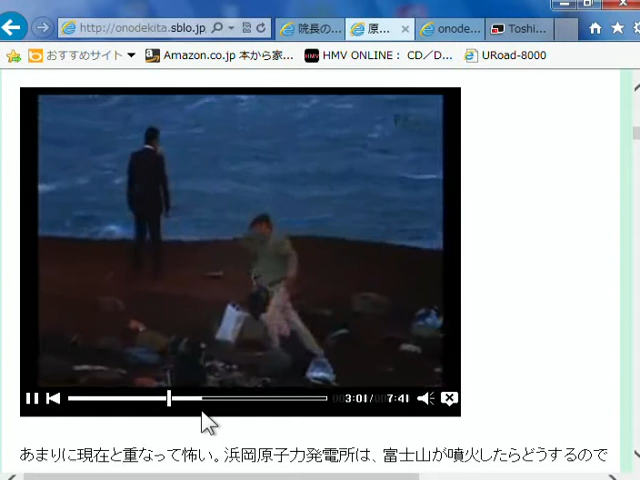 http://onodekita.sblo.jp
院長の...
原...
onode...
Toshi...
おすすめサイト
Amazon.co.jp 本から家...
HMV ONLINE： CD／D...
URoad-8000
3:01/7:41
あまりに現在と重なって怖い。浜岡原子力発電所は、富士山が噴火したらどうするので